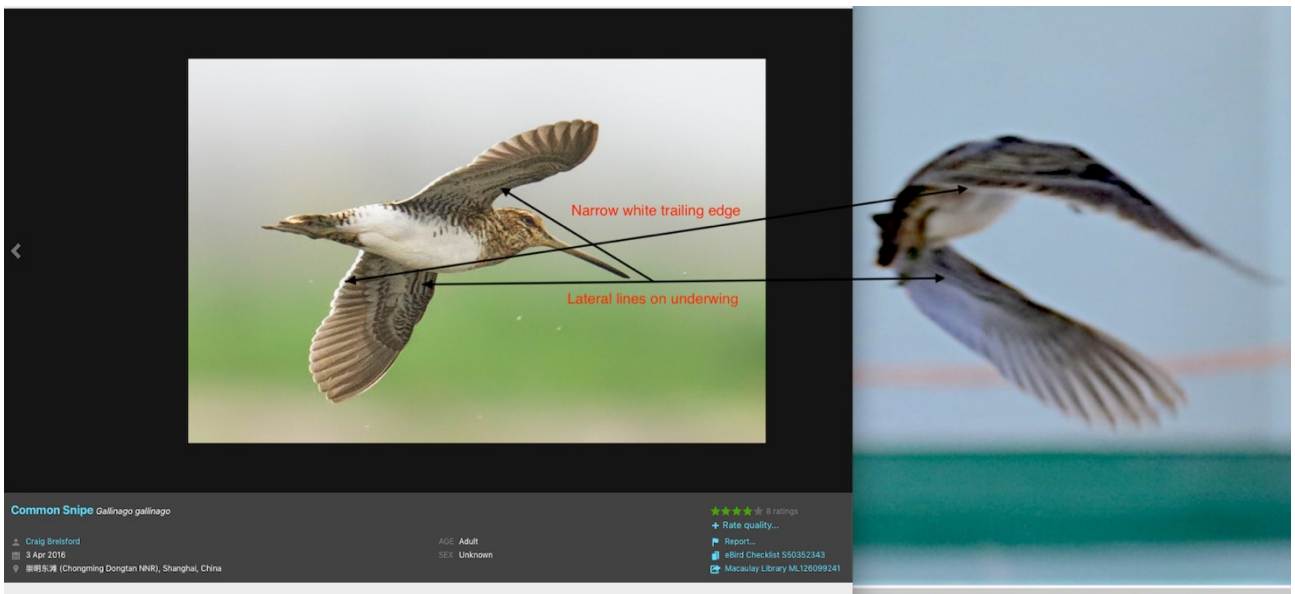 Narrow white trailing edge
Lateral lines on underwing
Common Snipe Gallinago gallinago
8 ratings
+ Rate quality...
Craig Brelsford
AGE Adult
Report...
3 Apr 2016
SEX Unknown
eBird Checklist S50352343
崇明东滩 (Chongming Dongtan NNR), Shanghai, China
Macaulay Library ML126099241